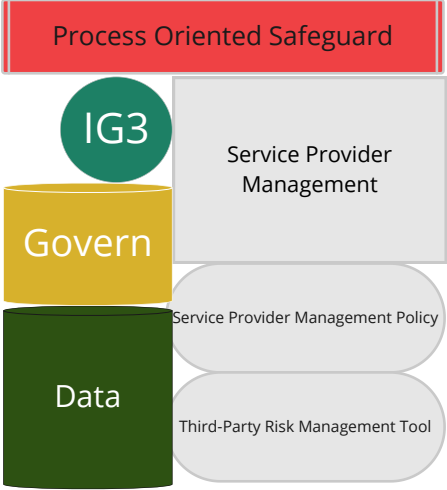 Process Oriented Safeguard
IG3
Service Provider
Management
Govern
Service Provider Management Policy
Data
Third-Party Risk Management Tool